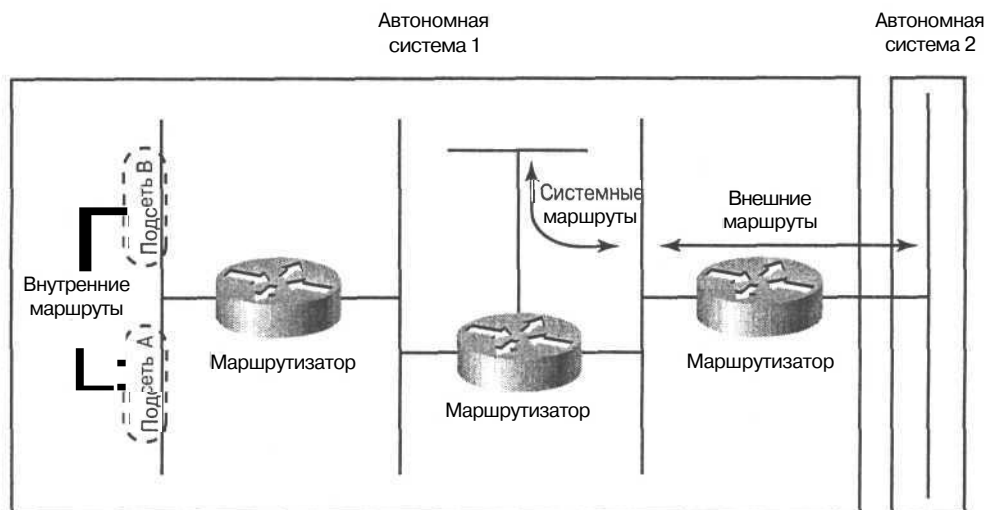 Автономная
система 1
Автономная
система 2
Подсеть B
Системные
маршруты
Внешние
маршруты
Внутренние
маршруты
Подсеть A
Маршрутизатор
Маршрутизатор
Маршрутизатор